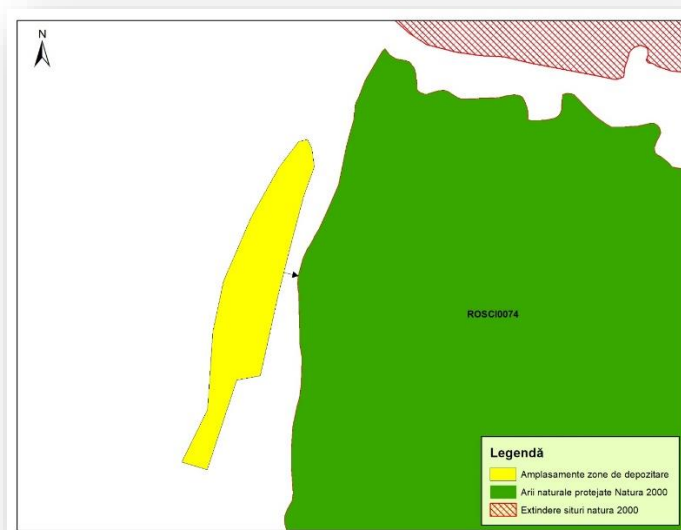 N
ROSCI0074
Legendă
Amplasamente zone de depozitare
Arii naturale protejate Natura 2000
Extindere situri natura 2000